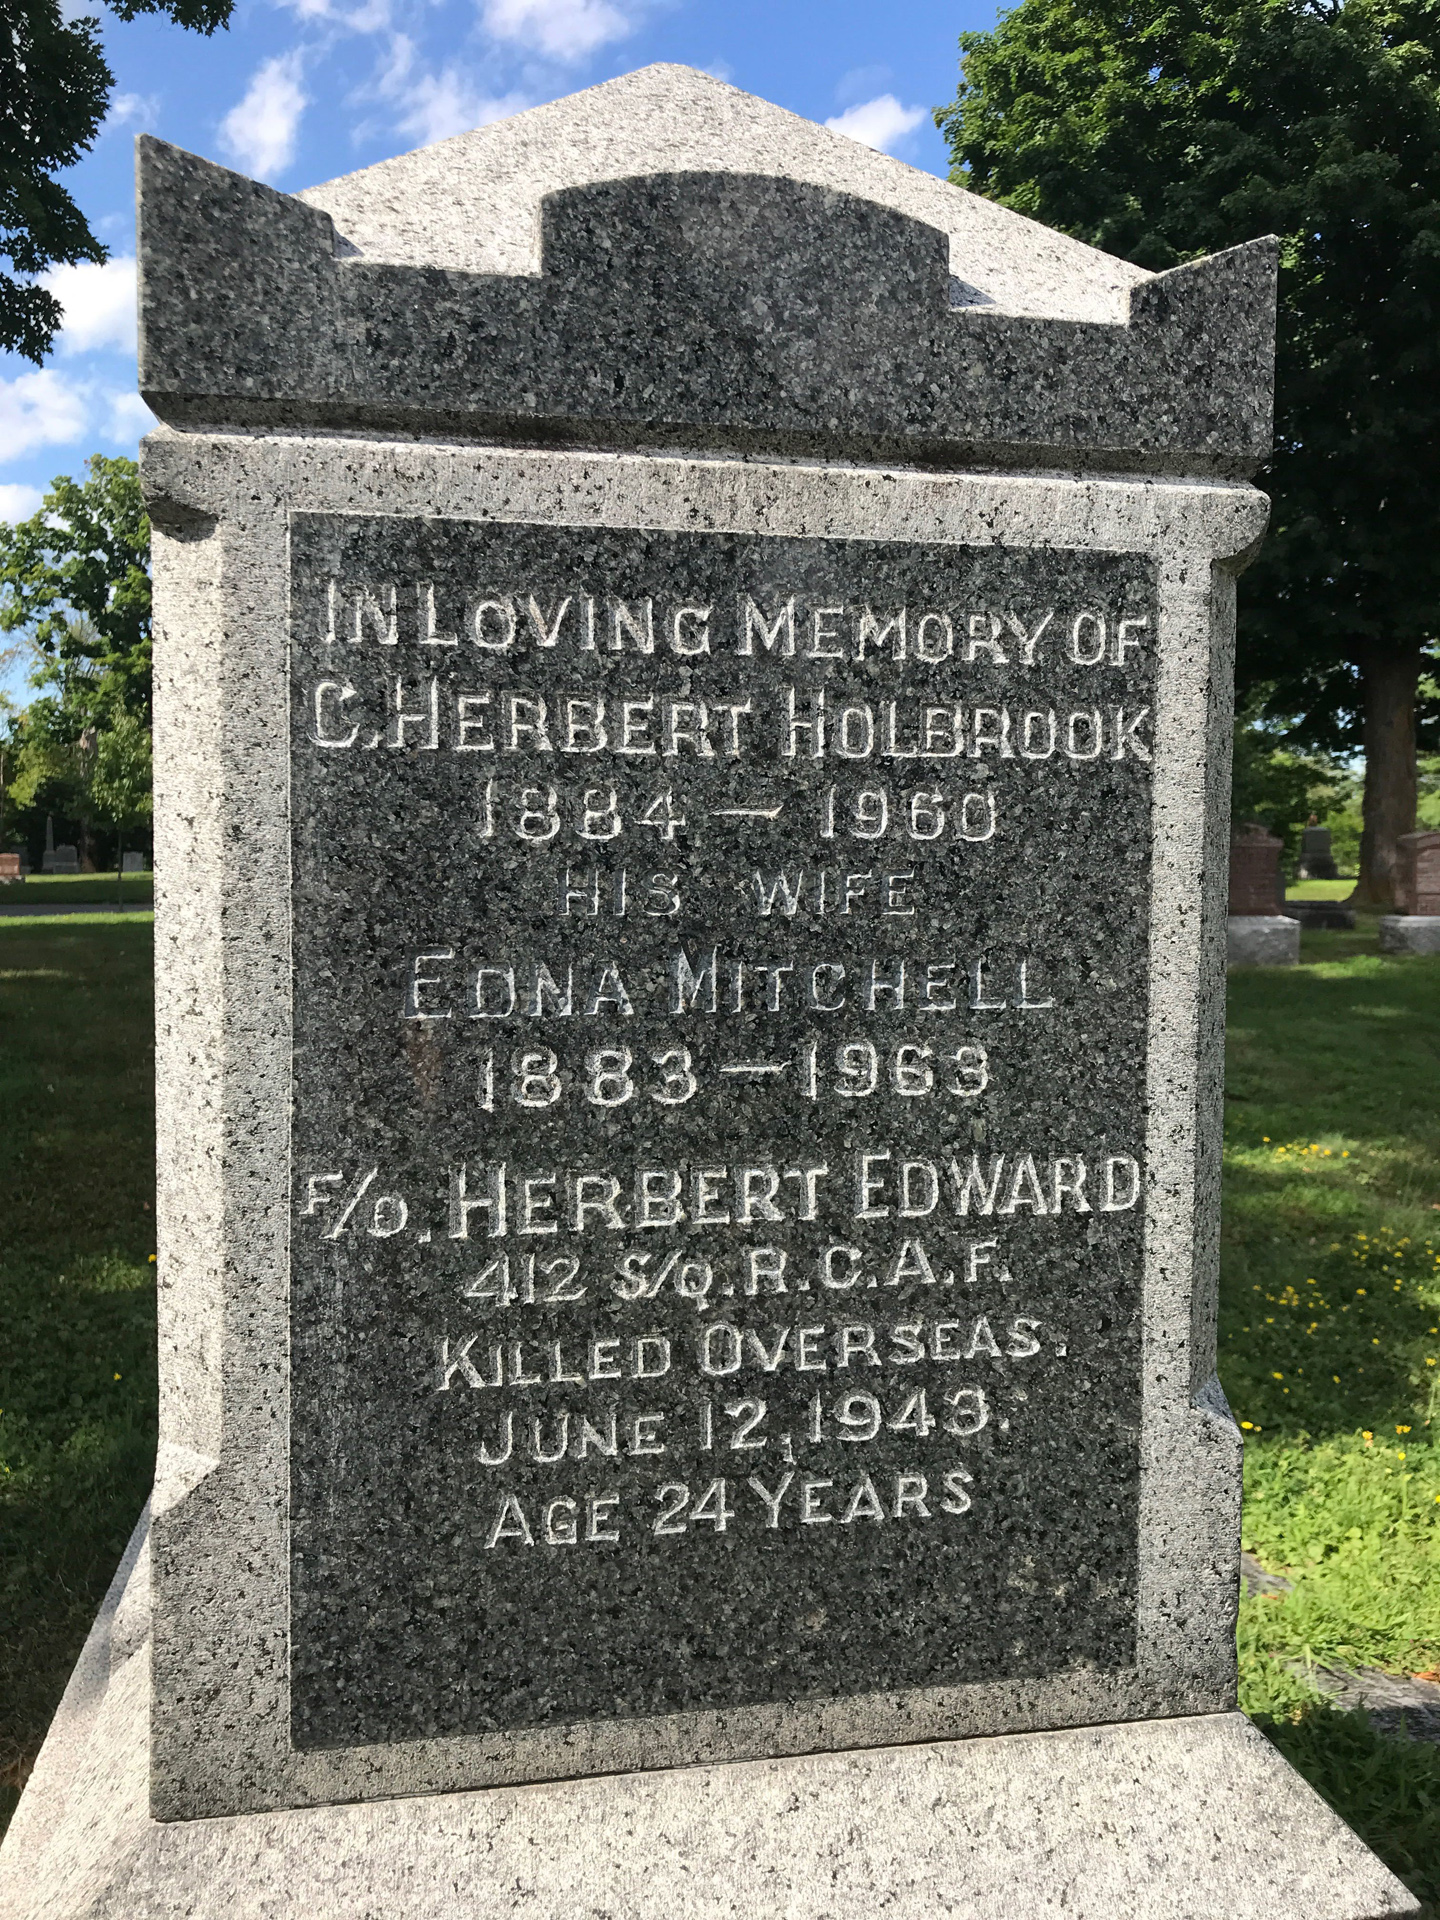 IN LOVING MEMORY OF
C. HERBERT HOLBROOK
1884 — 1960
HIS WIFE
EDNA MITCHELL
1883 — 1963
F/O. HERBERT EDWARD
412 S/Q. R.C.A.F.
KILLED OVERSEAS.
JUNE 12, 1943.
AGE 24 YEARS